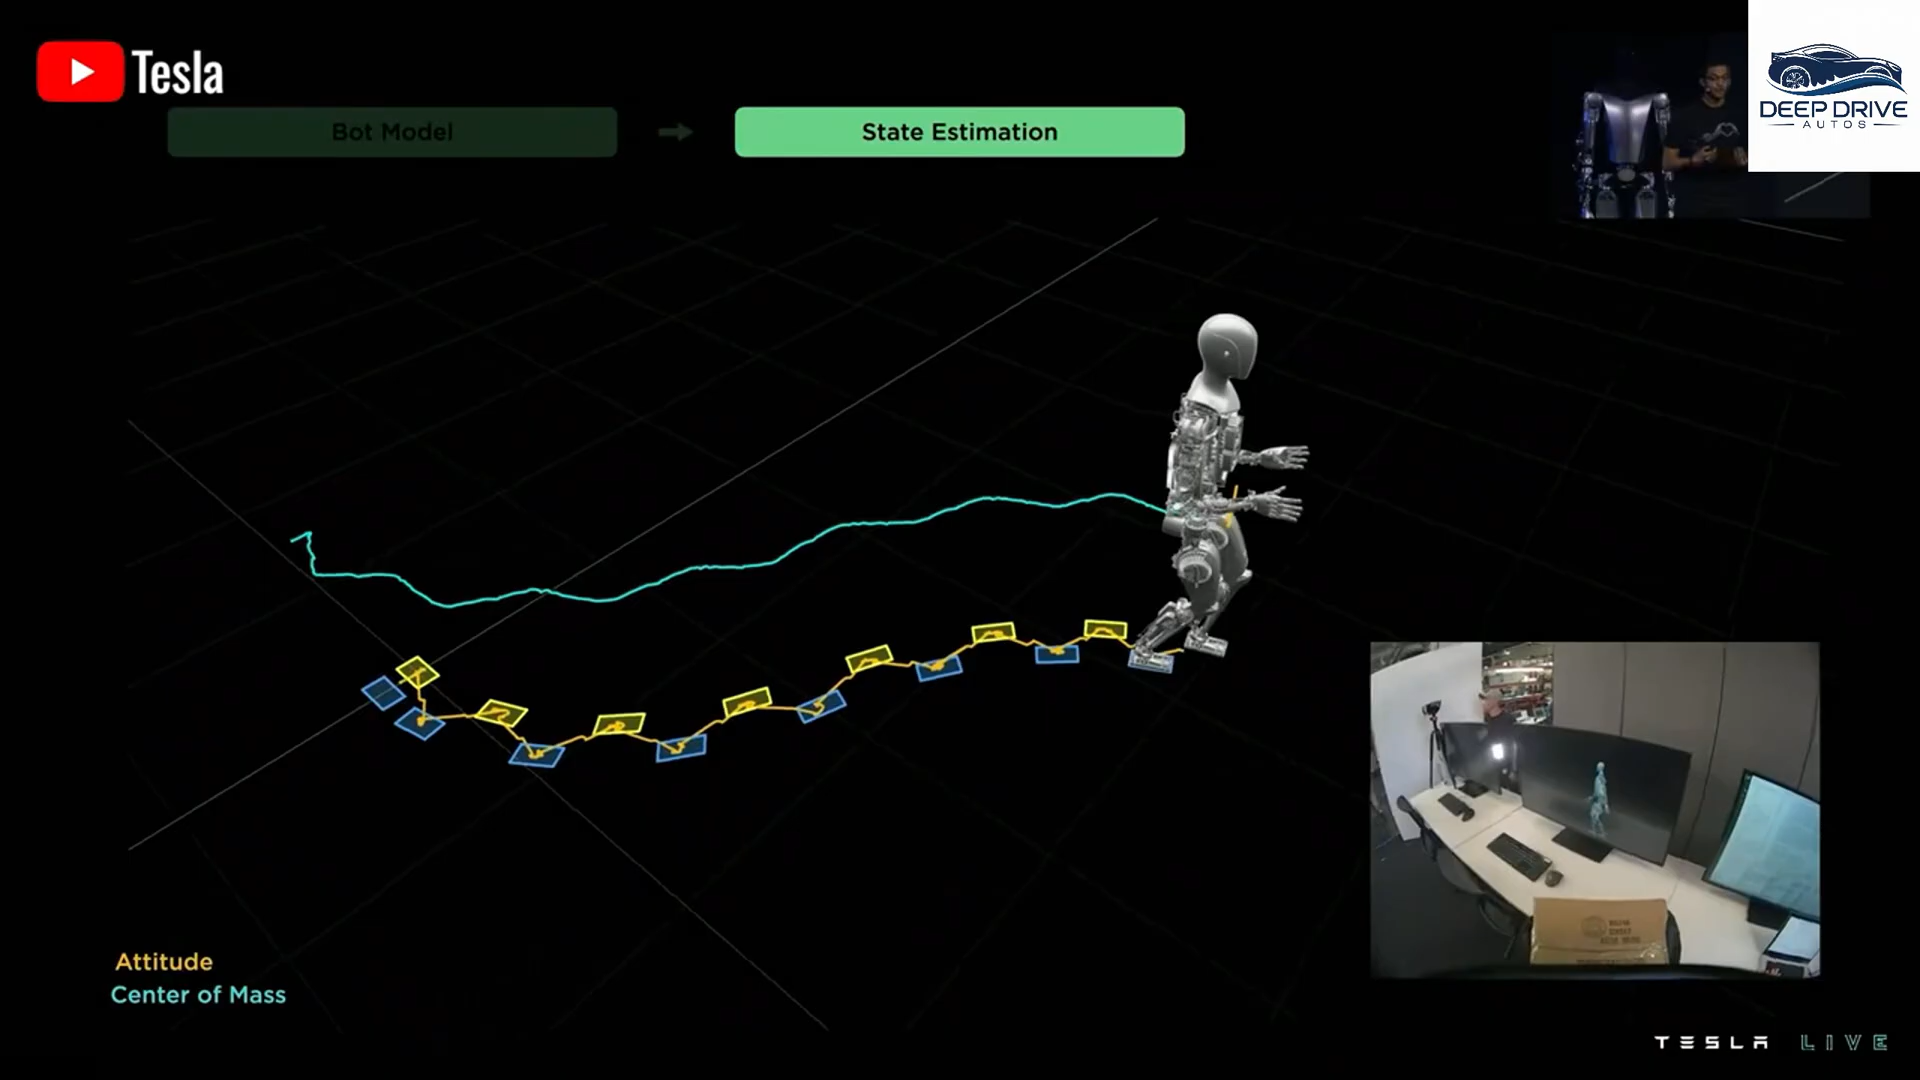 Tesla
DEEP DRIVE
AUTOS
Bot Model
State Estimation
Attitude
Center of Mass
TESLA LIVE